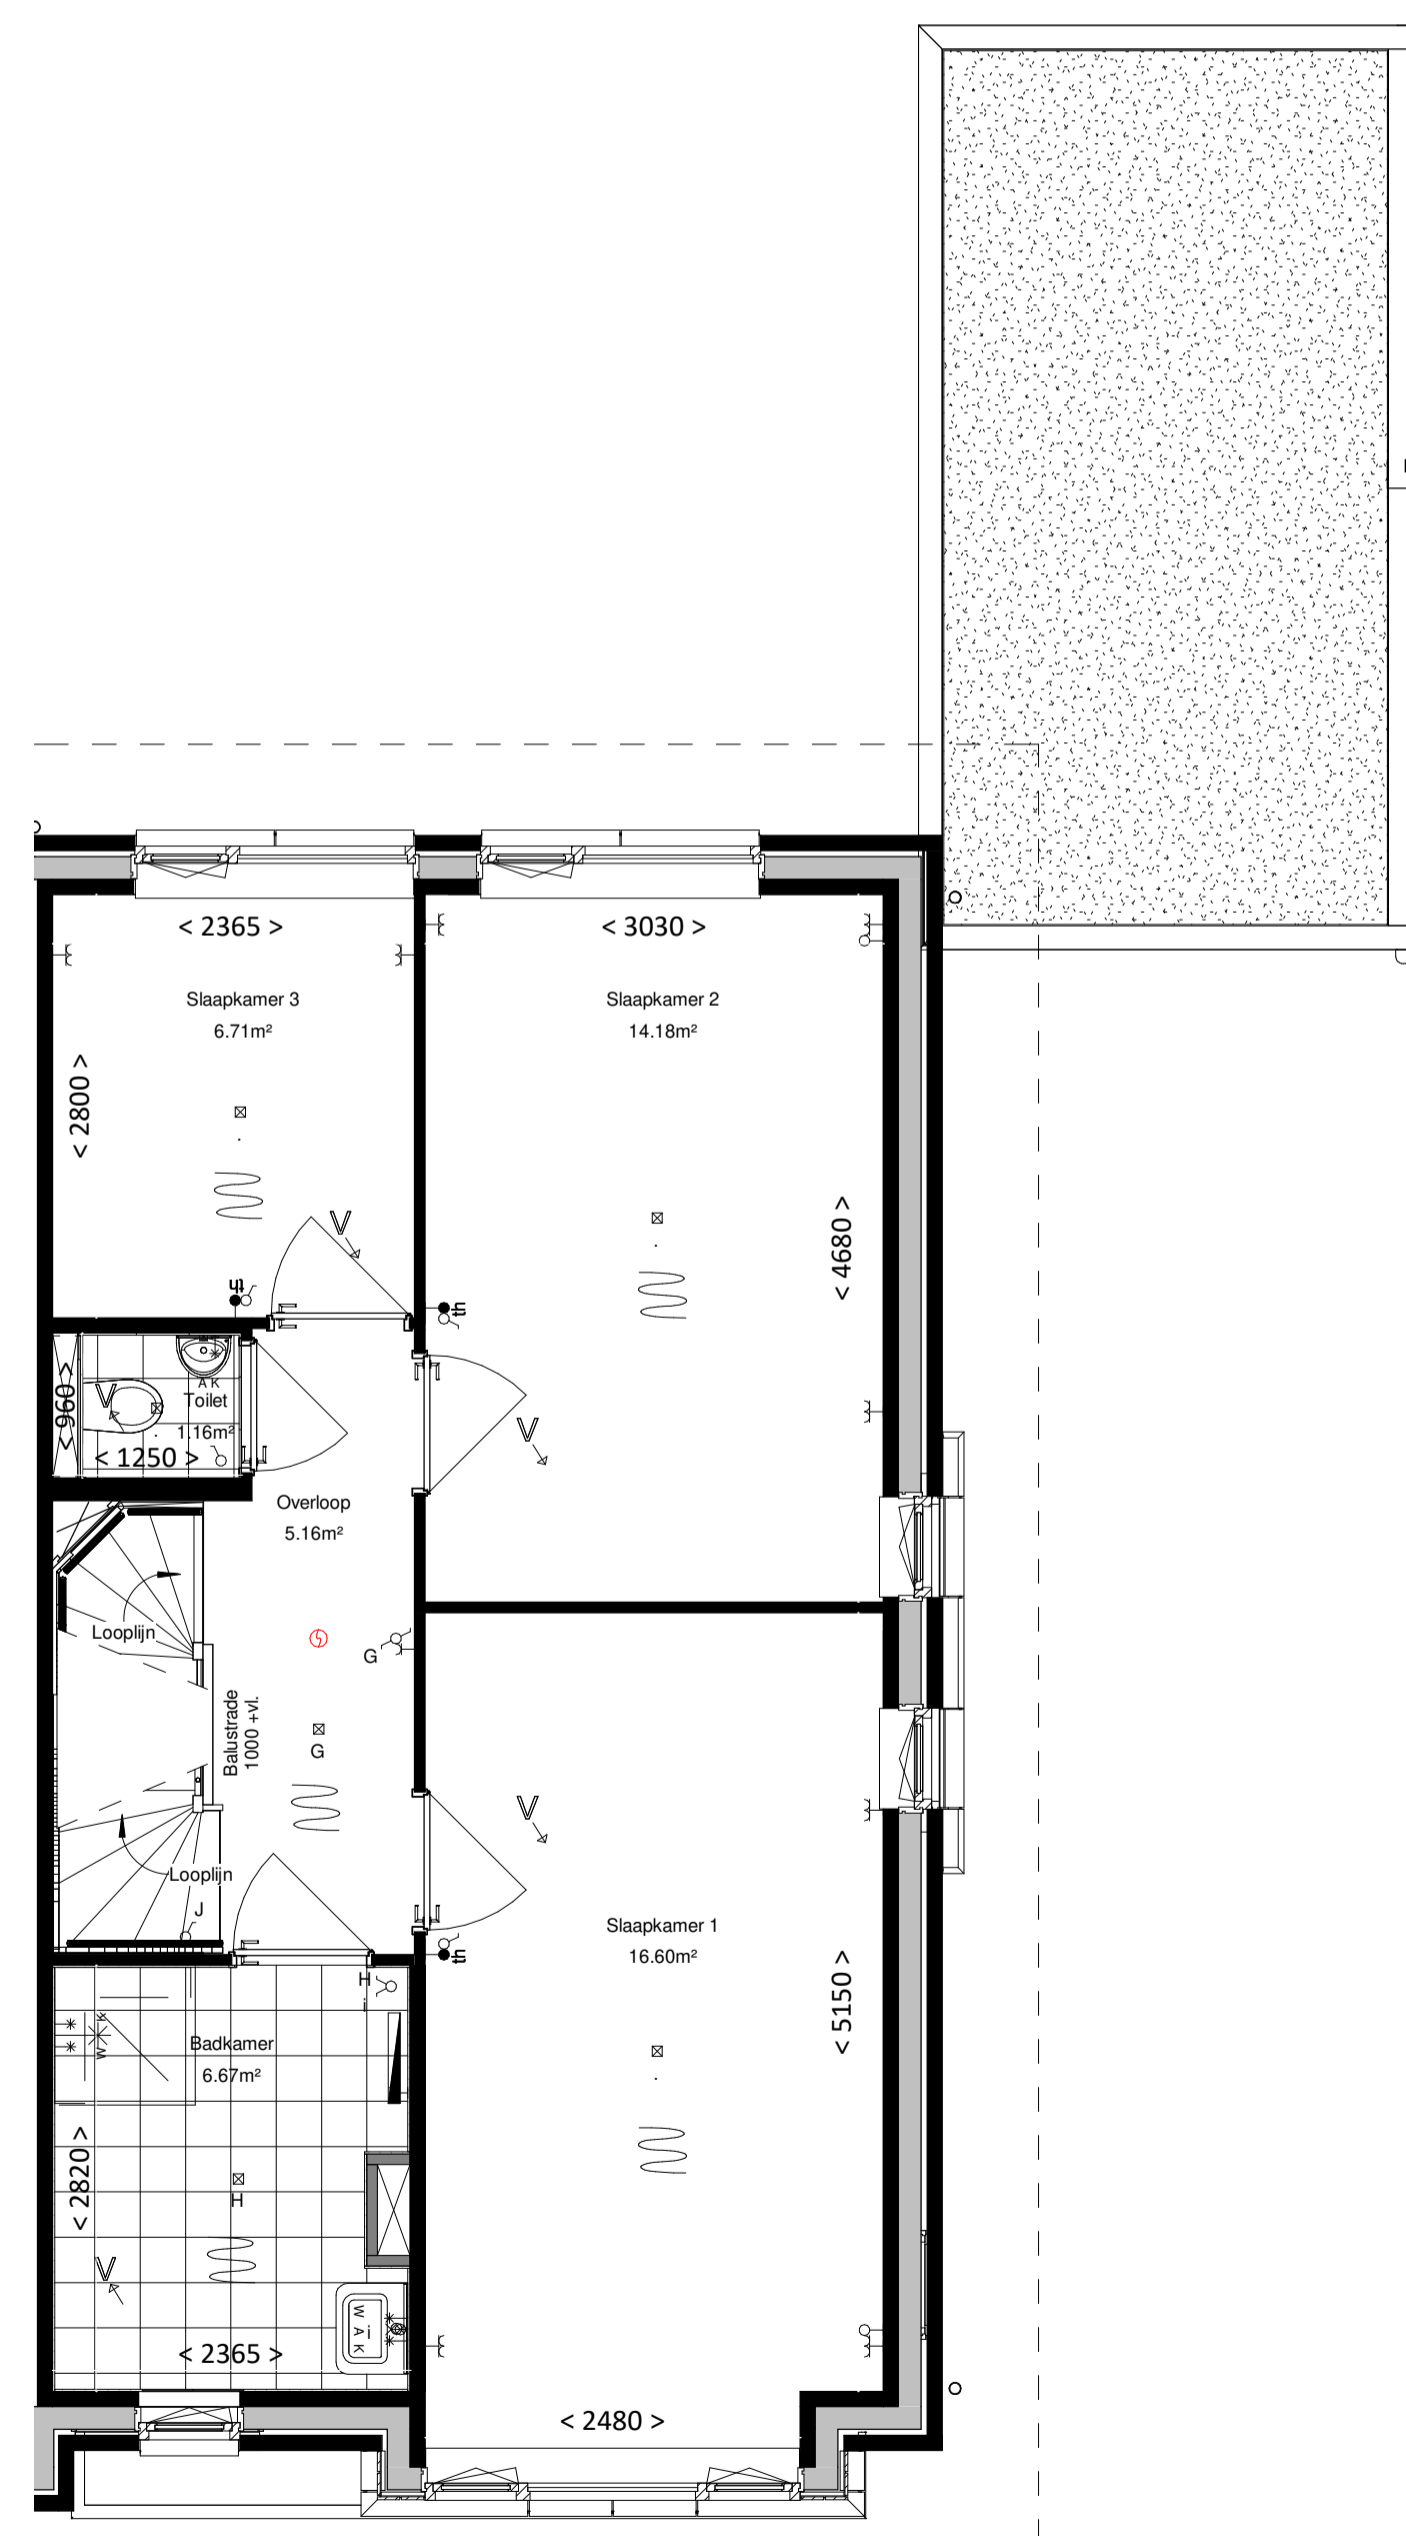 < 2365 >
< 3030 >
Slaapkamer 3
6.71m²
Slaapkamer 2
14.18m²
< 2800 >
< 4680 >
V
th
th
A K
V
Toilet
1.16m²
< 960 >
< 1250 >
V
Overloop
5.16m²
Looplijn
G
Balustrade
1000 +vl.
G
V
Looplijn
J
Slaapkamer 1
16.60m²
th
H
i
K
W
Badkamer
6.67m²
< 5150 >
< 2820 >
H
V
W A K
i
< 2365 >
< 2480 >